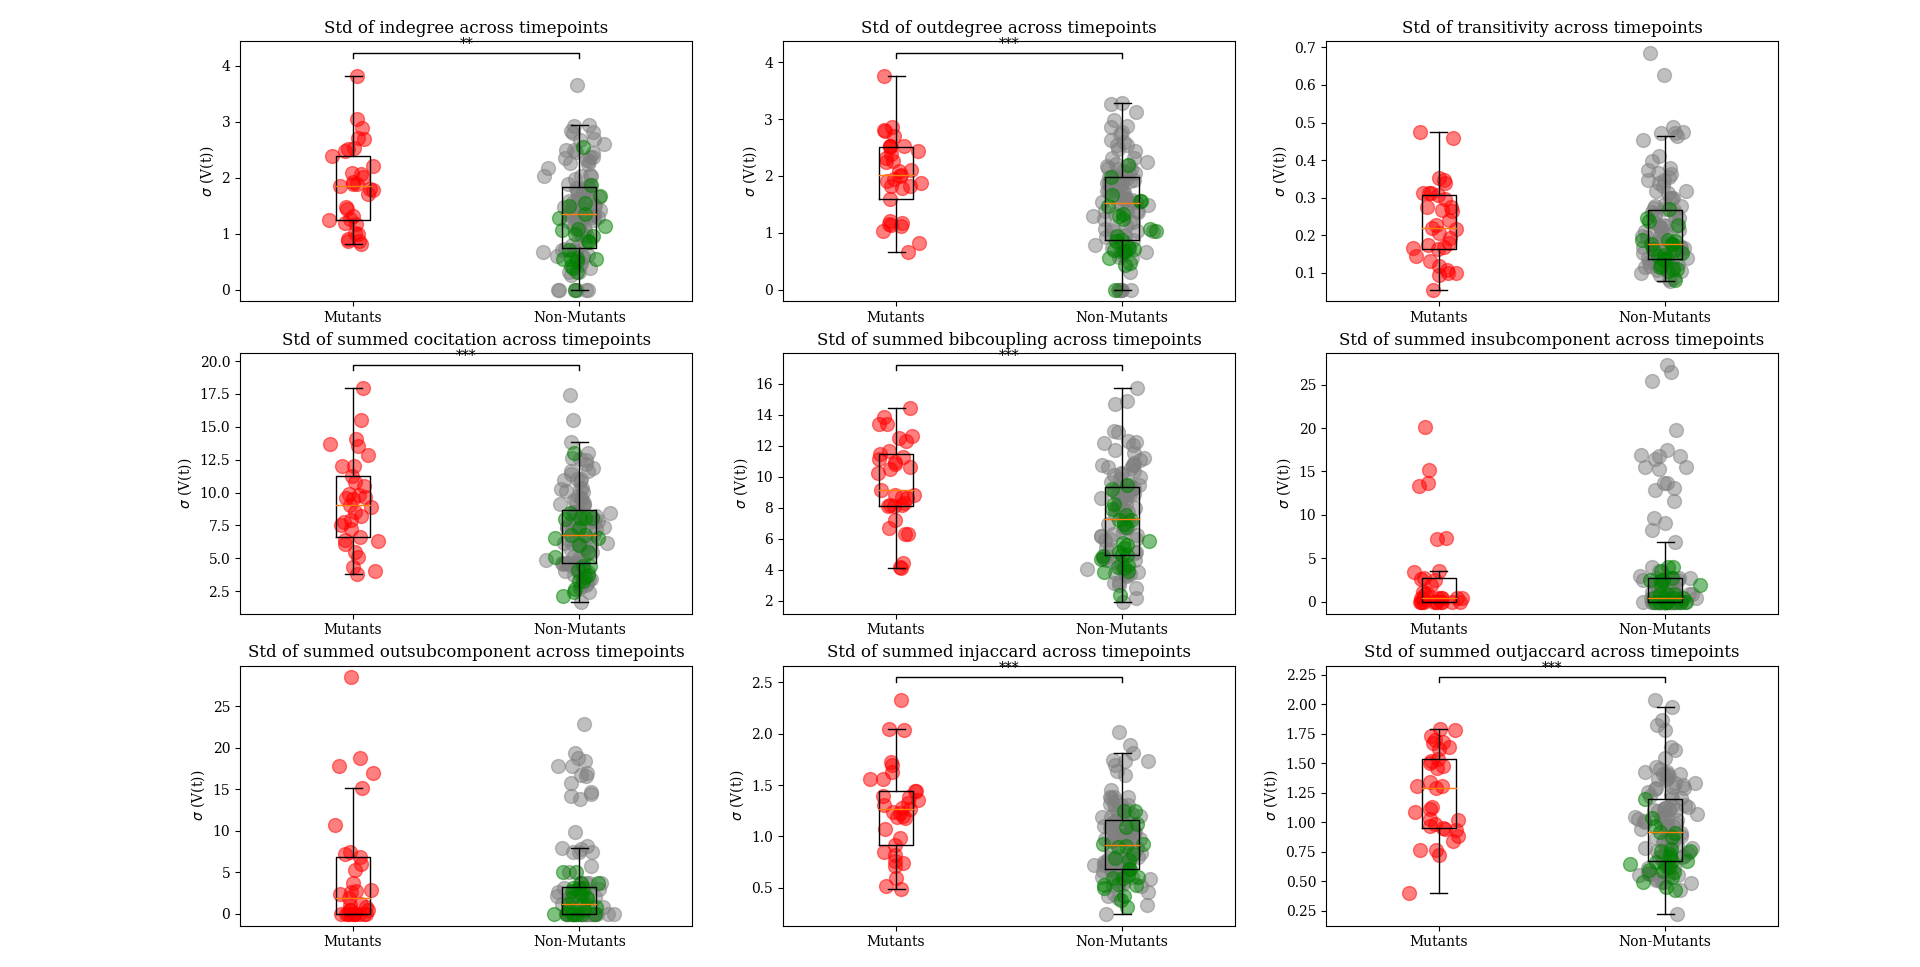 Std of indegree across timepoints
**
σ (V(t))
4
3
2
1
0
Mutants Non-Mutants
Std of outdegree across timepoints
***
σ (V(t))
4
3
2
1
0
Mutants Non-Mutants
Std of transitivity across timepoints
σ (V(t))
0.7
0.6
0.5
0.4
0.3
0.2
0.1
Mutants Non-Mutants
Std of summed cocitation across timepoints
***
σ (V(t))
20.0
17.5
15.0
12.5
10.0
7.5
5.0
2.5
Mutants Non-Mutants
Std of summed bibcoupling across timepoints
***
σ (V(t))
16
14
12
10
8
6
4
2
Mutants Non-Mutants
Std of summed insubcomponent across timepoints
σ (V(t))
25
20
15
10
5
0
Mutants Non-Mutants
Std of summed outsubcomponent across timepoints
σ (V(t))
25
20
15
10
5
0
Mutants Non-Mutants
Std of summed injaccard across timepoints
***
σ (V(t))
2.5
2.0
1.5
1.0
0.5
Mutants Non-Mutants
Std of summed outjaccard across timepoints
***
σ (V(t))
2.25
2.00
1.75
1.50
1.25
1.00
0.75
0.50
0.25
Mutants Non-Mutants